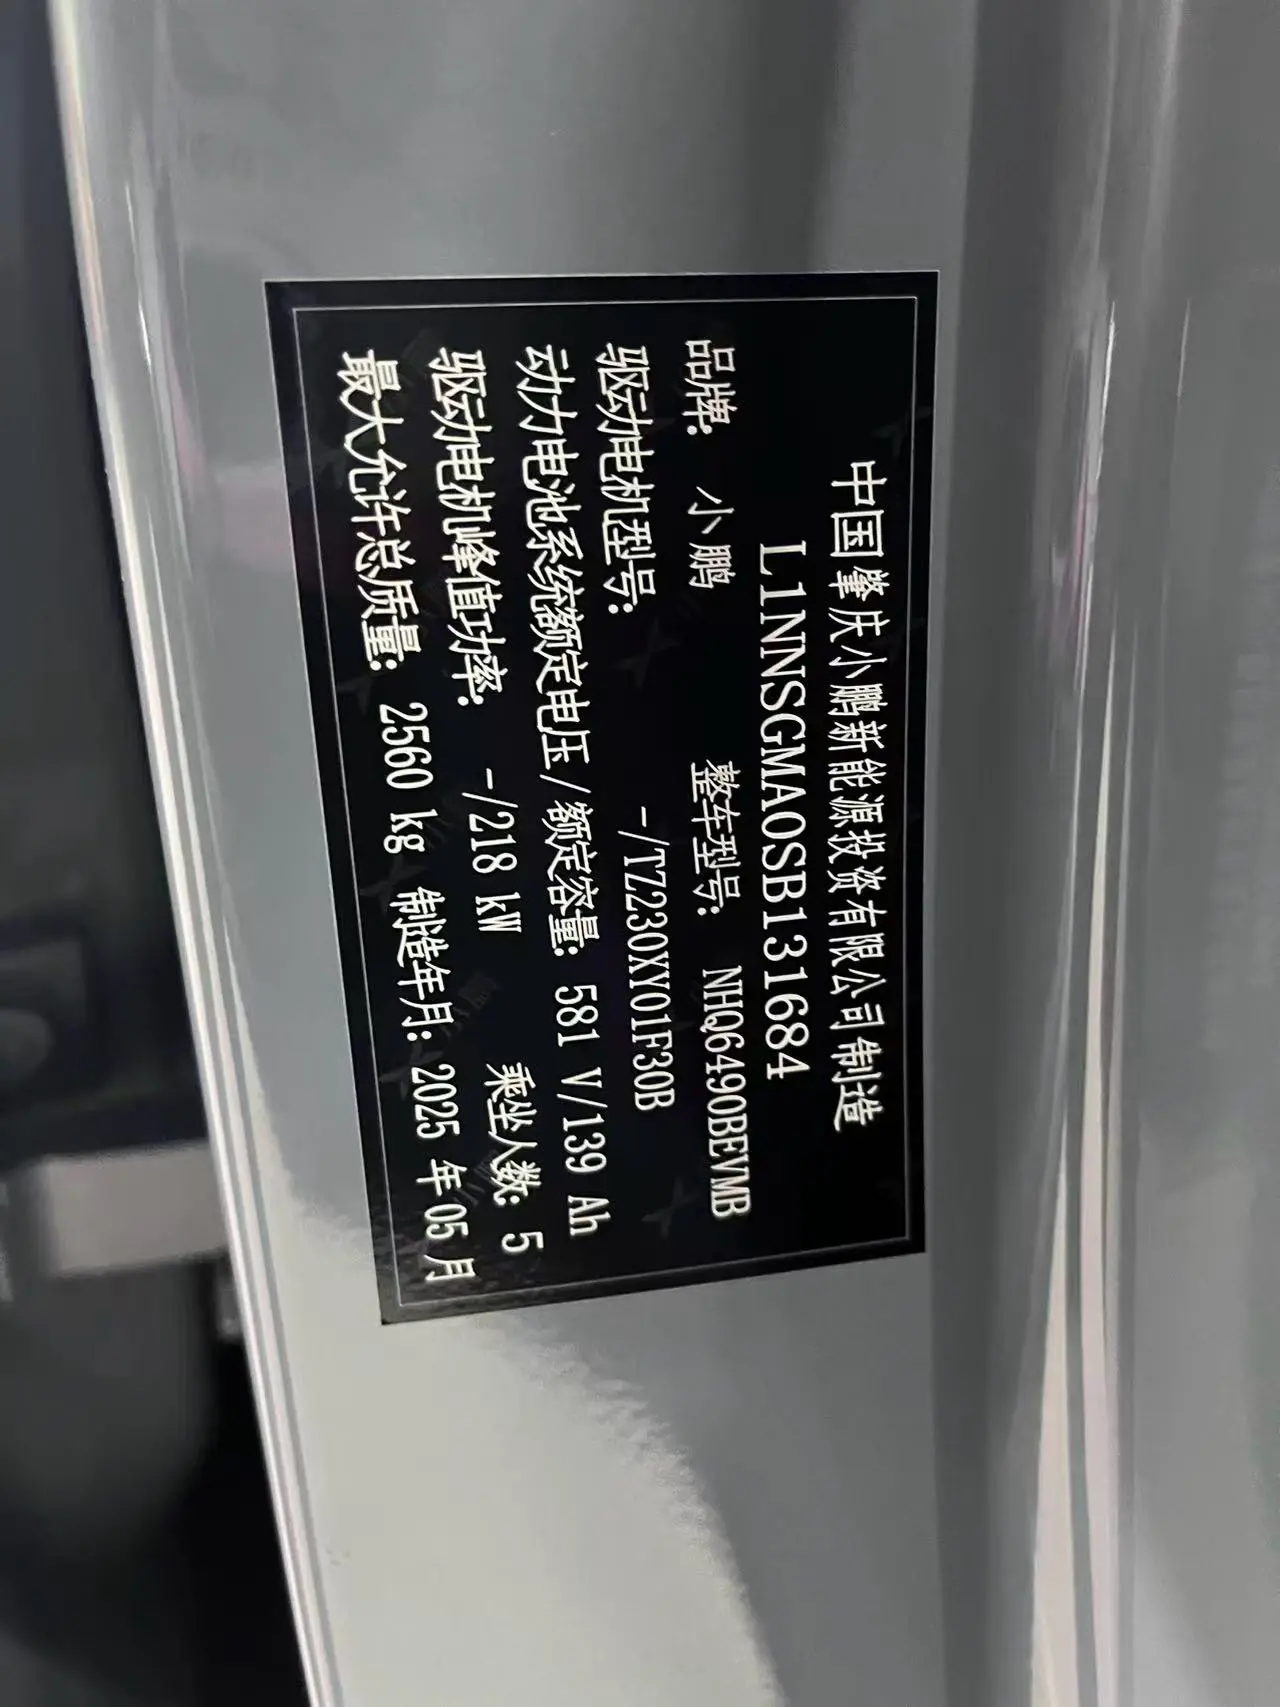 中国肇庆小鹏新能源投资有限公司制造
L1NNSGMA0SB131684
品牌: 小鹏 整车型号: NHQ6490BEVMB
驱动电机型号: -/TZ230XY01F30B
动力电池系统额定电压/额定容量: 581 V/139 Ah
驱动电机峰值功率: -/218 kW 乘坐人数: 5
最大允许总质量: 2560 kg 制造年月: 2025 年 05 月